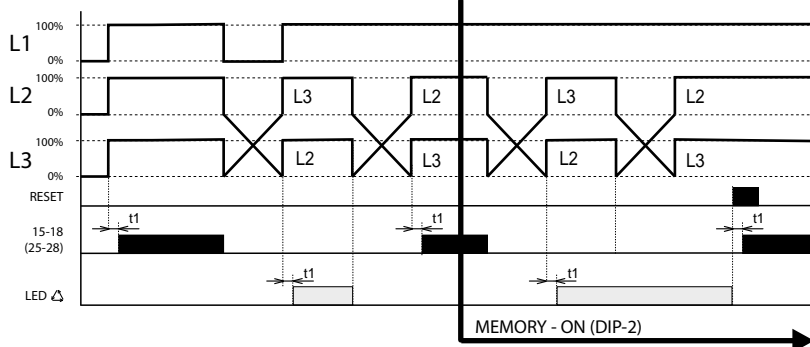 L1 100%
0%
L2 100% L3 L2 L3 L2
0%
L3 100% L2 L3 L2 L3
0%
RESET
15-18 t1 t1 t1
(25-28)
LED t1 t1
MEMORY - ON (DIP-2)